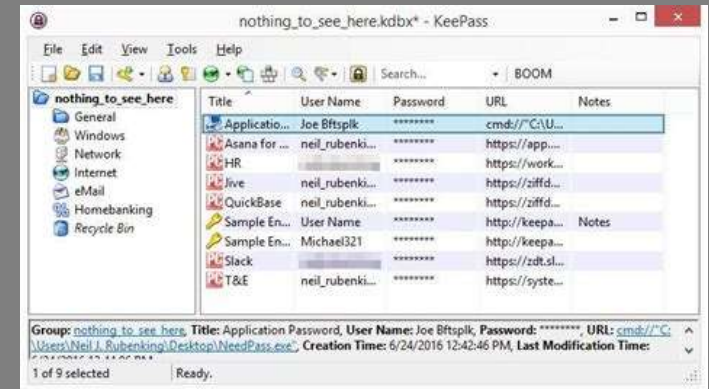 nothing_to_see_here.kdbx* - KeePass
File Edit View Tools Help
Search... BOOM
nothing_to_see_here
General
Windows
Network
Internet
eMail
Homebanking
Recycle Bin
Title User Name Password URL Notes
Applicatio... Joe Bftsplk ******** cmd://"C:\U...
Asana for ... neil_rubenki... ******** https://app....
HR ******** https://work...
Jive neil_rubenki... ******** https://ziffd...
QuickBase neil_rubenki... ******** https://ziffd...
Sample En... User Name ******** http://keepa... Notes
Sample En... Michael321 ******** http://keepa...
Slack ******** https://zdt.sl...
T&E neil_rubenki... ******** https://syste...
Group: nothing_to_see_here, Title: Application Password, User Name: Joe Bftsplk, Password: ********, URL: cmd://"C:
\Users\Neil J. Rubenking\Desktop\NeedPass.exe", Creation Time: 6/24/2016 12:42:46 PM, Last Modification Time:
1 of 9 selected Ready.